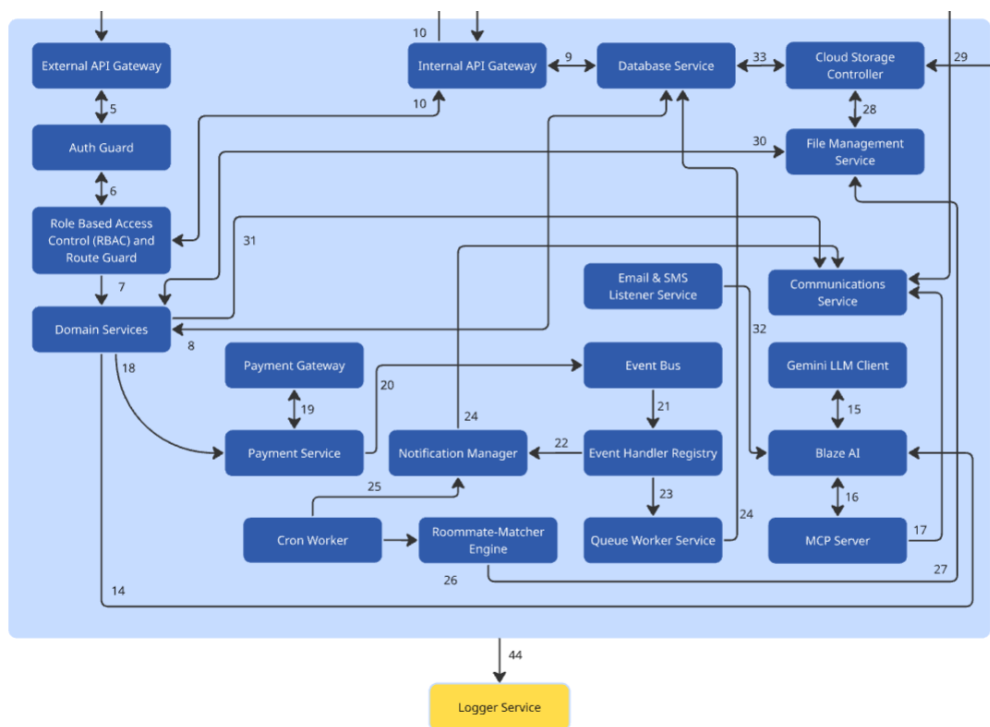 10
External API Gateway
Internal API Gateway
9
Database Service
33
Cloud Storage
Controller
29
5
10
28
Auth Guard
30
File Management
Service
6
Role Based Access
Control (RBAC) and
Route Guard
31
7
Email & SMS
Listener Service
Communications
Service
Domain Services
8
32
18
Payment Gateway
20
Event Bus
Gemini LLM Client
19
24
21
15
Payment Service
Notification Manager
22
Event Handler Registry
Blaze AI
25
23
16
24
17
Cron Worker
Roommate-Matcher
Engine
Queue Worker Service
MCP Server
26
27
14
44
Logger Service